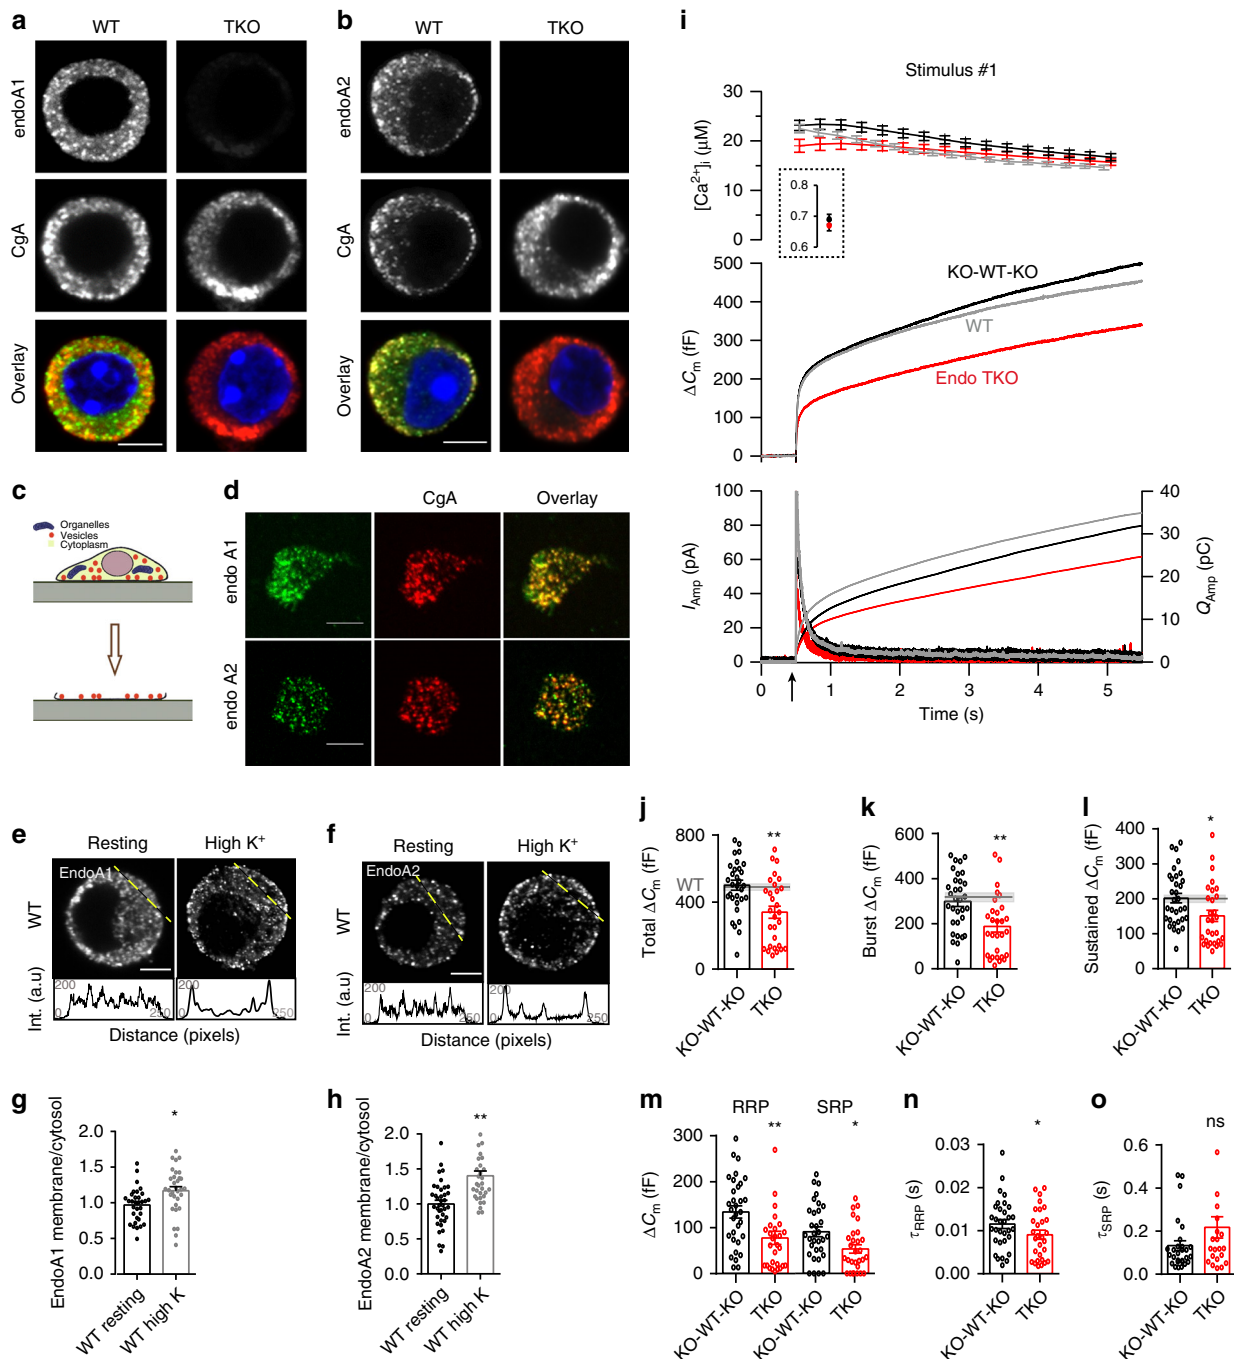 a
WT
TKO
endoA1
CgA
Overlay
b
WT
TKO
endoA2
CgA
Overlay
c
Organelles
Vesicles
Cytoplasm
d
CgA
Overlay
endo A1
endo A2
e
Resting
High K⁺
EndoA1
WT
Int. (a.u)
200
0
250
Distance (pixels)
f
Resting
High K⁺
EndoA2
WT
Int. (a.u)
200
0
250
Distance (pixels)
g
EndoA1 membrane/cytosol
2.0
1.5
1.0
0.5
0.0
*
WT resting
WT high K
h
EndoA2 membrane/cytosol
2.0
1.5
1.0
0.5
0.0
**
WT resting
WT high K
i
Stimulus #1
[Ca²⁺]ᵢ (µM)
30
20
10
0
0.8
0.7
0.6
ΔCₘ (fF)
500
400
300
200
100
0
KO-WT-KO
WT
Endo TKO
I_Amp (pA)
100
80
60
40
20
0
Q_Amp (pC)
40
30
20
10
0
0 1 2 3 4 5
Time (s)
j
Total ΔCₘ (fF)
800
400
0
WT
**
KO-WT-KO
TKO
k
Burst ΔCₘ (fF)
600
400
200
0
**
KO-WT-KO
TKO
l
Sustained ΔCₘ (fF)
400
300
200
100
0
*
KO-WT-KO
TKO
m
RRP
SRP
ΔCₘ (fF)
300
200
100
0
**
*
KO-WT-KO
TKO
KO-WT-KO
TKO
n
τ_RRP (s)
0.03
0.02
0.01
0.00
*
KO-WT-KO
TKO
o
τ_SRP (s)
0.6
0.4
0.2
0.0
ns
KO-WT-KO
TKO